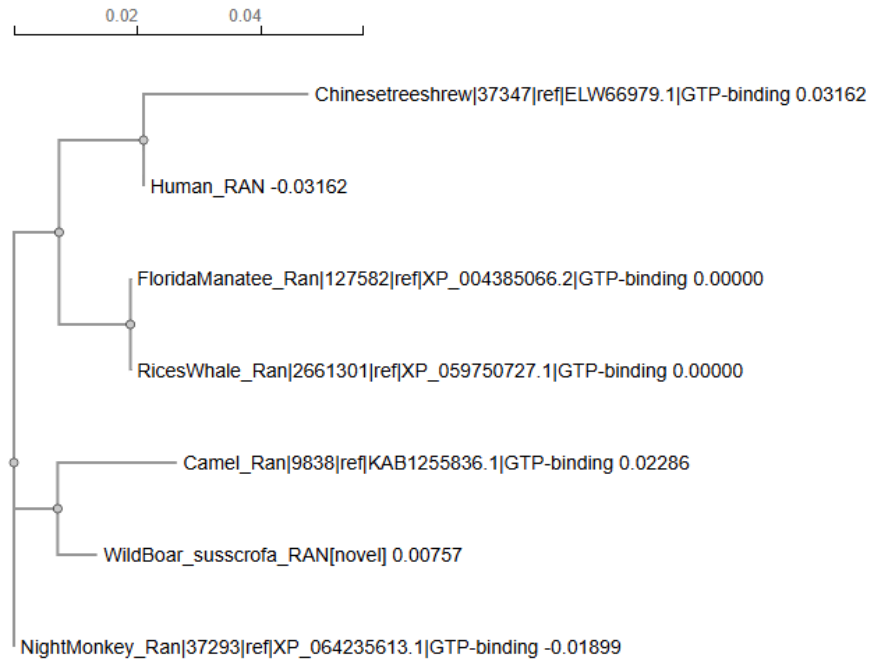 0.02 0.04
Chinesetreeshrew|37347|ref|ELW66979.1|GTP-binding 0.03162
Human_RAN -0.03162
FloridaManatee_Ran|127582|ref|XP_004385066.2|GTP-binding 0.00000
RicesWhale_Ran|2661301|ref|XP_059750727.1|GTP-binding 0.00000
Camel_Ran|9838|ref|KAB1255836.1|GTP-binding 0.02286
WildBoar_susscrofa_RAN[novel] 0.00757
NightMonkey_Ran|37293|ref|XP_064235613.1|GTP-binding -0.01899